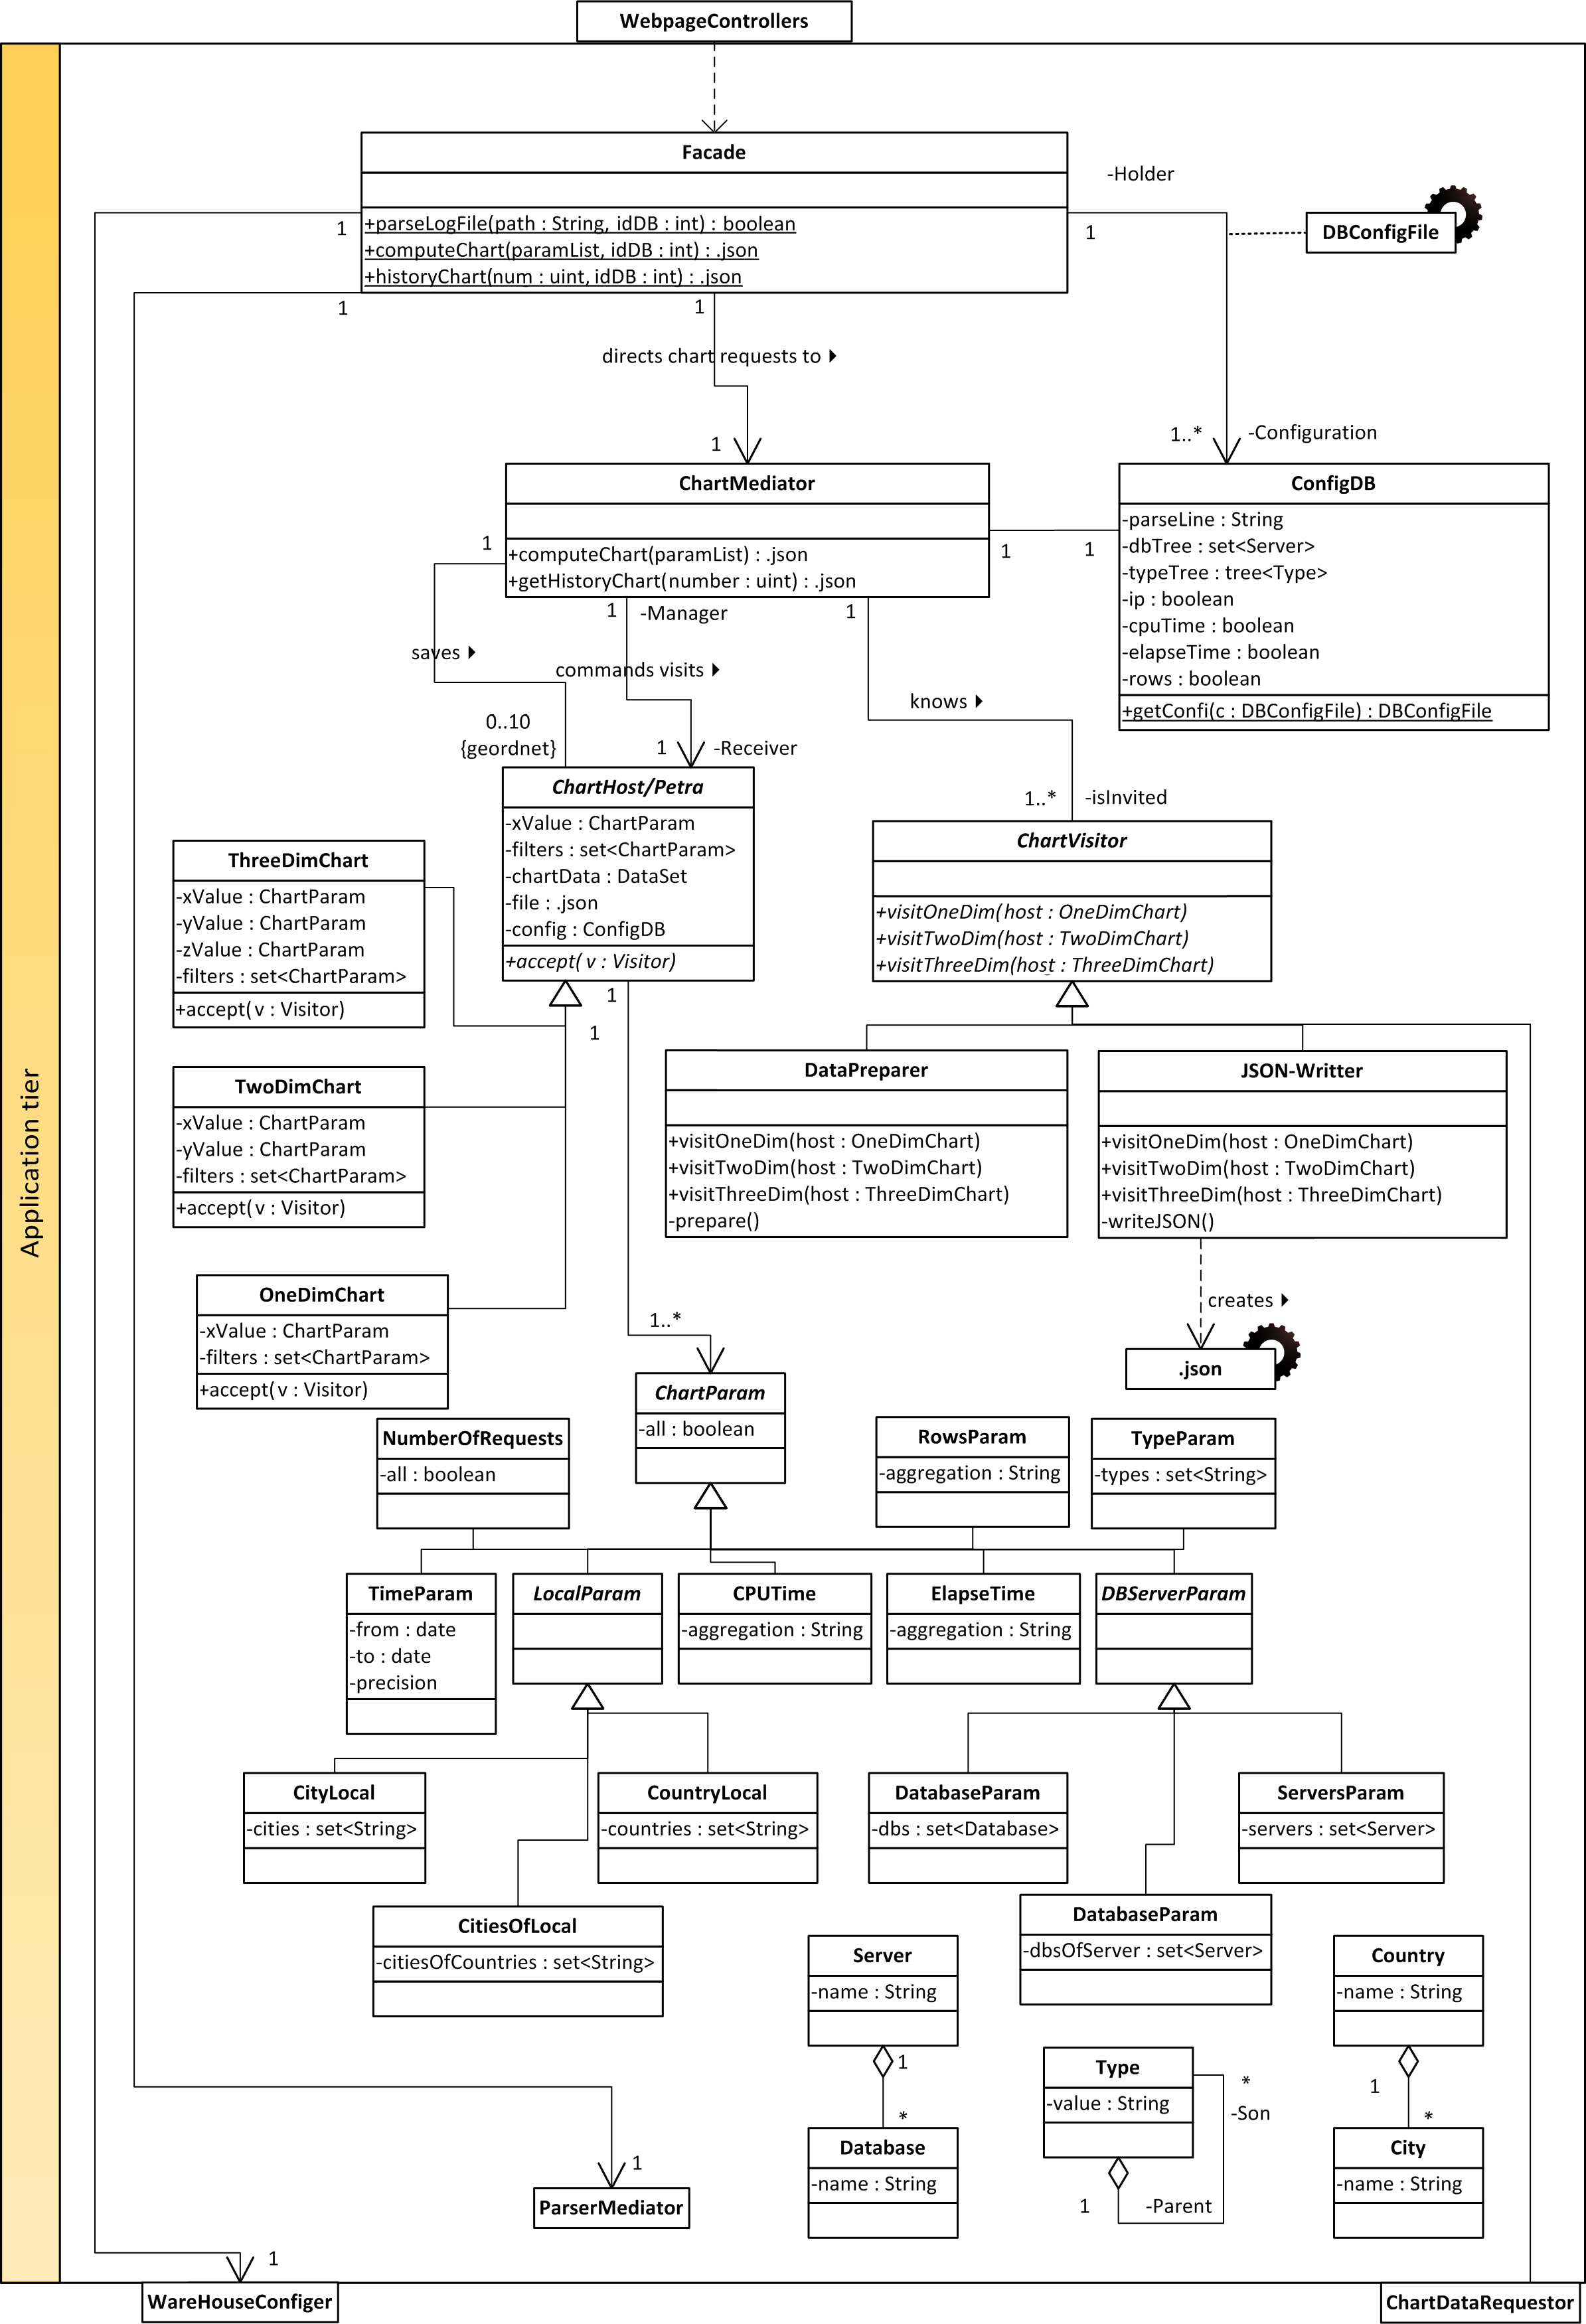 WebpageControllers
Application tier
Facade
+parseLogFile(path : String, idDB : int) : boolean
+computeChart(paramList, idDB : int) : .json
+historyChart(num : uint, idDB : int) : .json
-Holder
DBConfigFile
1
1
1
1
directs chart requests to
1
1..*
-Configuration
ChartMediator
+computeChart(paramList) : .json
+getHistoryChart(number : uint) : .json
ConfigDB
-parseLine : String
-dbTree : set<Server>
-typeTree : tree<Type>
-ip : boolean
-cpuTime : boolean
-elapseTime : boolean
-rows : boolean
+getConfi(c : DBConfigFile) : DBConfigFile
1
1
1
1
-Manager
1
saves
commands visits
knows
0..10
{geordnet}
1
-Receiver
1..*
-isInvited
ChartHost/Petra
-xValue : ChartParam
-filters : set<ChartParam>
-chartData : DataSet
-file : .json
-config : ConfigDB
+accept( v : Visitor)
ChartVisitor
+visitOneDim(host : OneDimChart)
+visitTwoDim(host : TwoDimChart)
+visitThreeDim(host : ThreeDimChart)
ThreeDimChart
-xValue : ChartParam
-yValue : ChartParam
-zValue : ChartParam
-filters : set<ChartParam>
+accept( v : Visitor)
1
1
TwoDimChart
-xValue : ChartParam
-yValue : ChartParam
-filters : set<ChartParam>
+accept( v : Visitor)
DataPreparer
+visitOneDim(host : OneDimChart)
+visitTwoDim(host : TwoDimChart)
+visitThreeDim(host : ThreeDimChart)
-prepare()
JSON-Writter
+visitOneDim(host : OneDimChart)
+visitTwoDim(host : TwoDimChart)
+visitThreeDim(host : ThreeDimChart)
-writeJSON()
OneDimChart
-xValue : ChartParam
-filters : set<ChartParam>
+accept( v : Visitor)
1..*
creates
.json
ChartParam
-all : boolean
NumberOfRequests
-all : boolean
RowsParam
-aggregation : String
TypeParam
-types : set<String>
TimeParam
-from : date
-to : date
-precision
LocalParam
CPUTime
-aggregation : String
ElapseTime
-aggregation : String
DBServerParam
CityLocal
-cities : set<String>
CountryLocal
-countries : set<String>
DatabaseParam
-dbs : set<Database>
ServersParam
-servers : set<Server>
CitiesOfLocal
-citiesOfCountries : set<String>
DatabaseParam
-dbsOfServer : set<Server>
Server
-name : String
1
*
Database
-name : String
Type
-value : String
*
-Son
1
-Parent
Country
-name : String
1
*
City
-name : String
1
ParserMediator
1
WareHouseConfiger
ChartDataRequestor